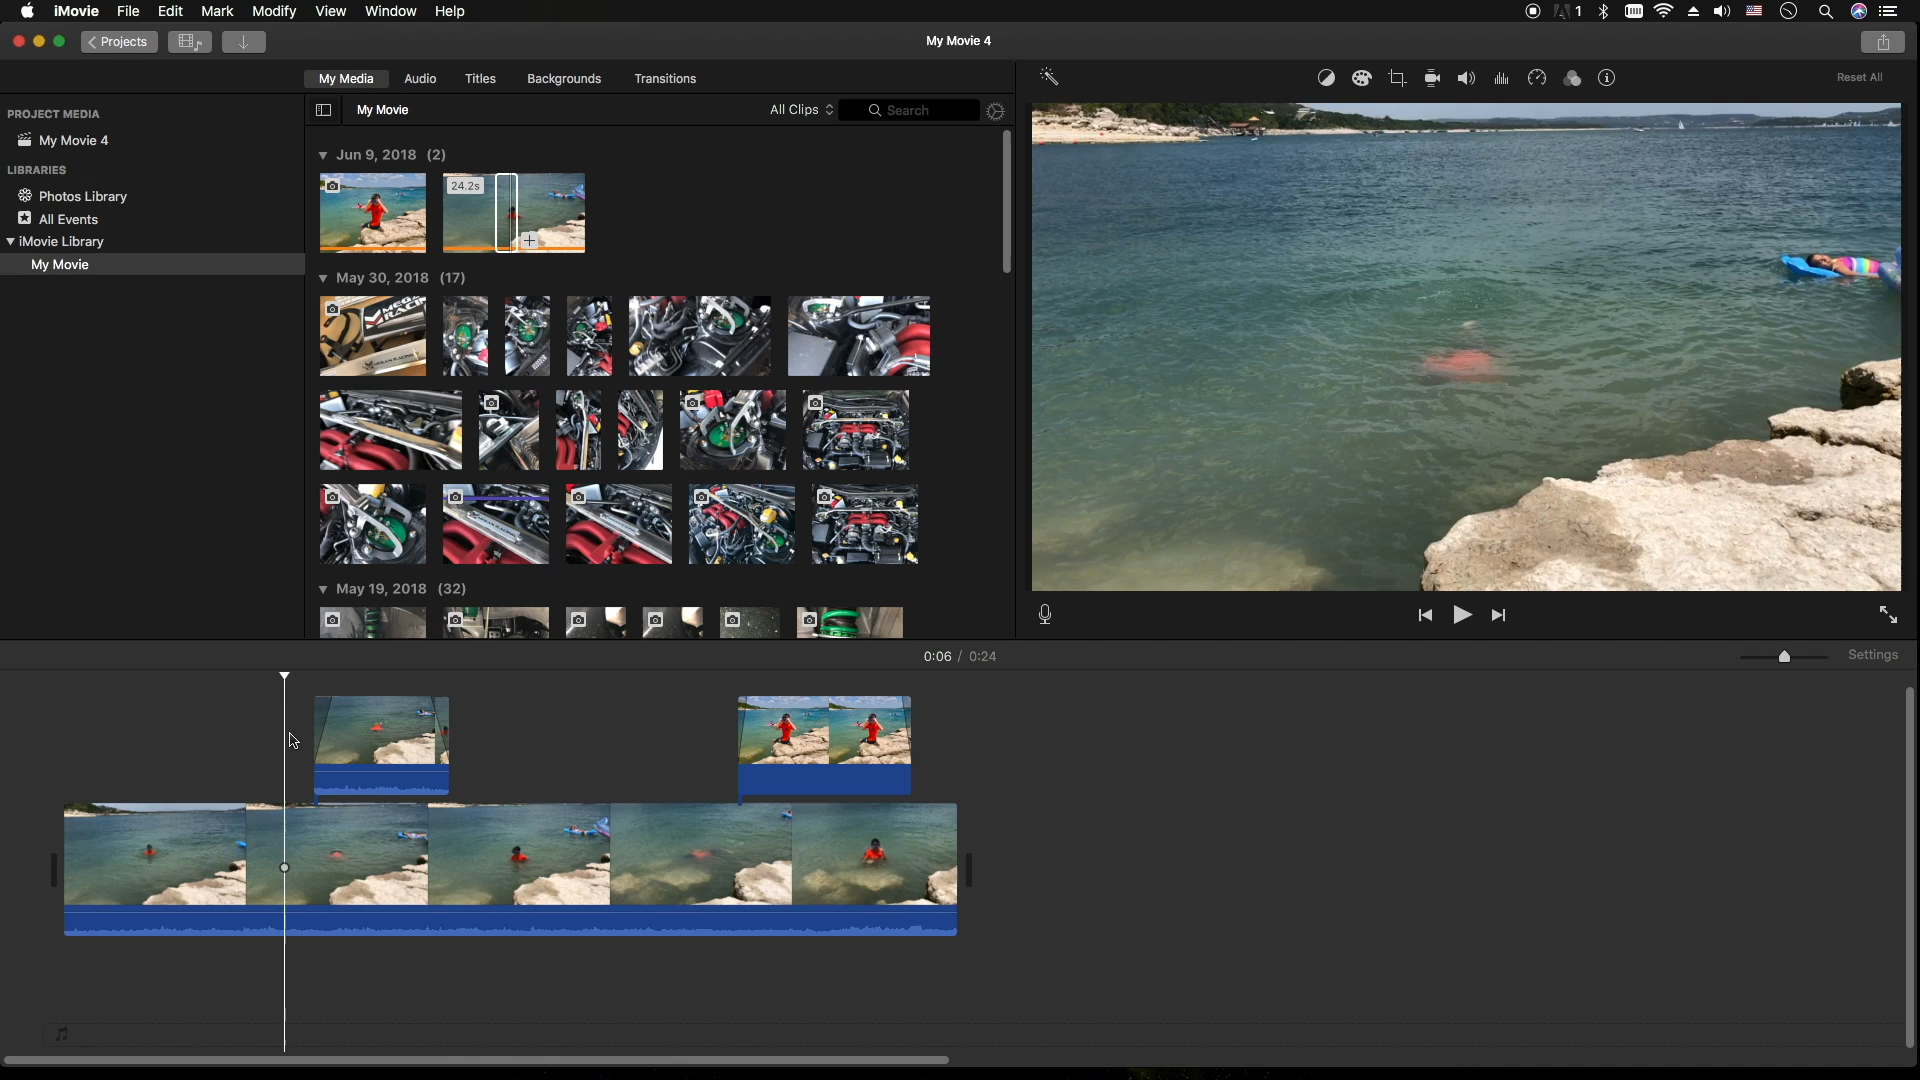 iMovie File Edit Mark Modify View Window Help 1
Projects My Movie 4
My Media Audio Titles Backgrounds Transitions Reset All
PROJECT MEDIA
My Movie 4
LIBRARIES
Photos Library
All Events
iMovie Library
My Movie
My Movie All Clips Search
Jun 9, 2018 (2)
24.2s
May 30, 2018 (17)
May 19, 2018 (32)
0:06 / 0:24 Settings